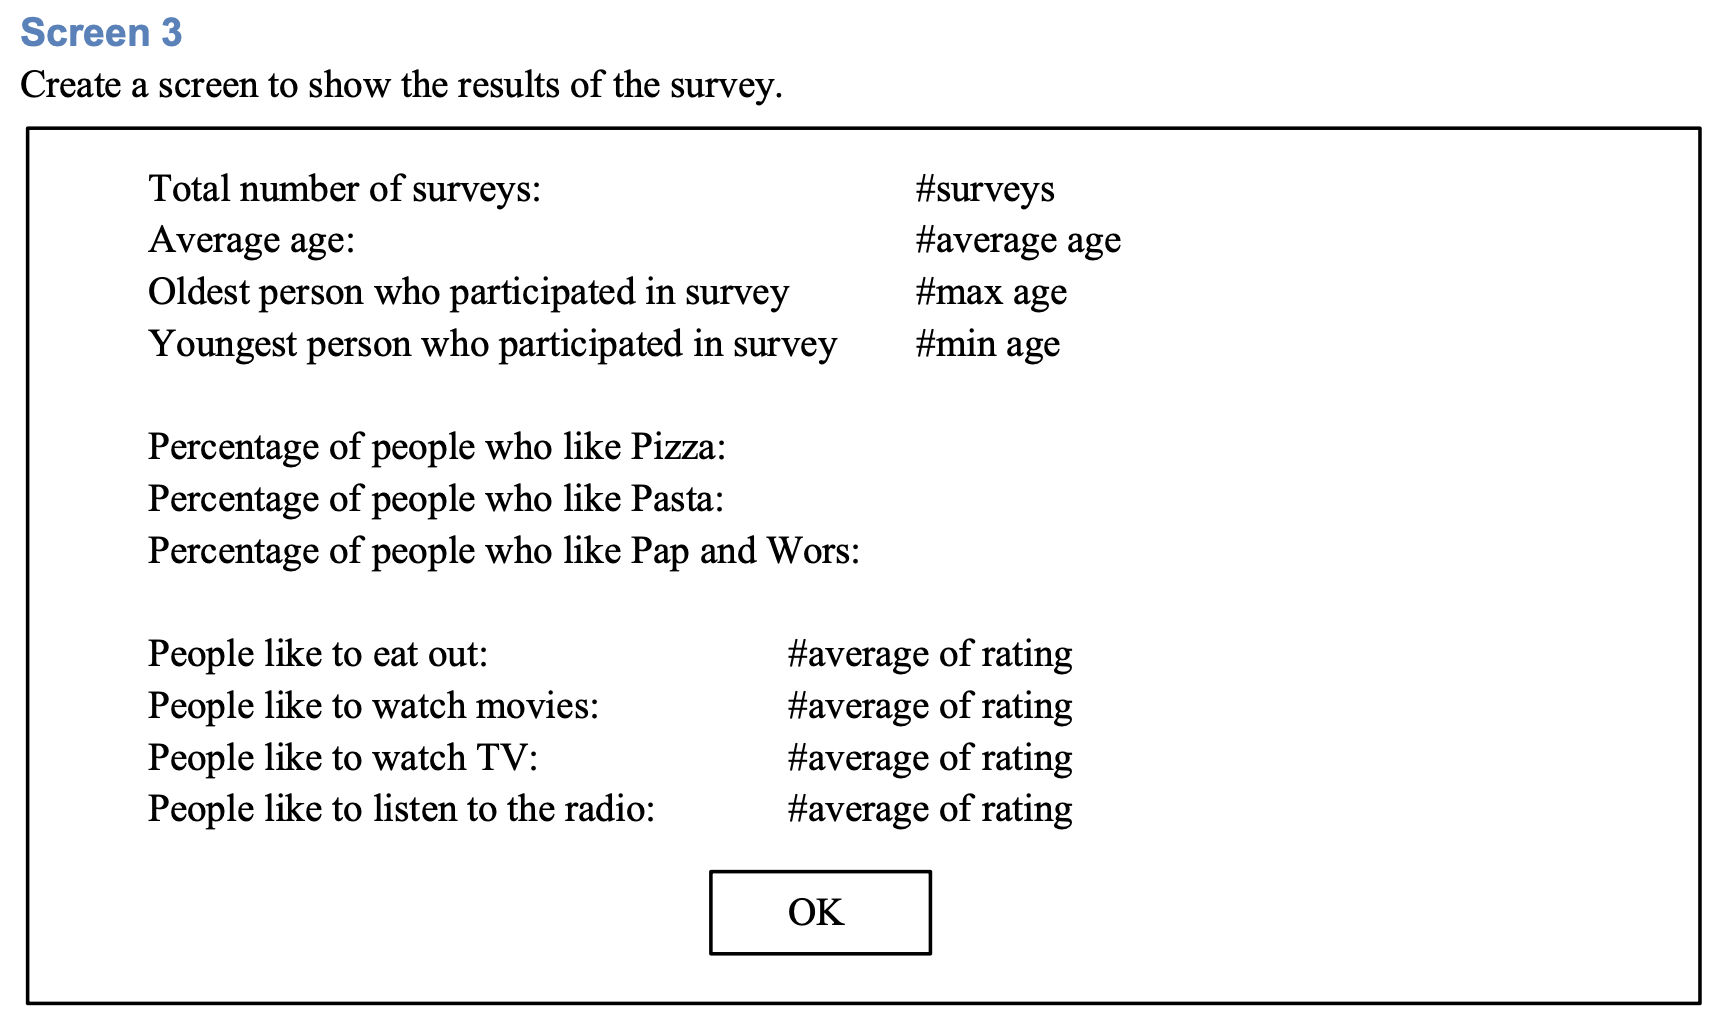 Screen 3
Create a screen to show the results of the survey.
Total number of surveys: #surveys
Average age: #average age
Oldest person who participated in survey #max age
Youngest person who participated in survey #min age
Percentage of people who like Pizza:
Percentage of people who like Pasta:
Percentage of people who like Pap and Wors:
People like to eat out: #average of rating
People like to watch movies: #average of rating
People like to watch TV: #average of rating
People like to listen to the radio: #average of rating
OK